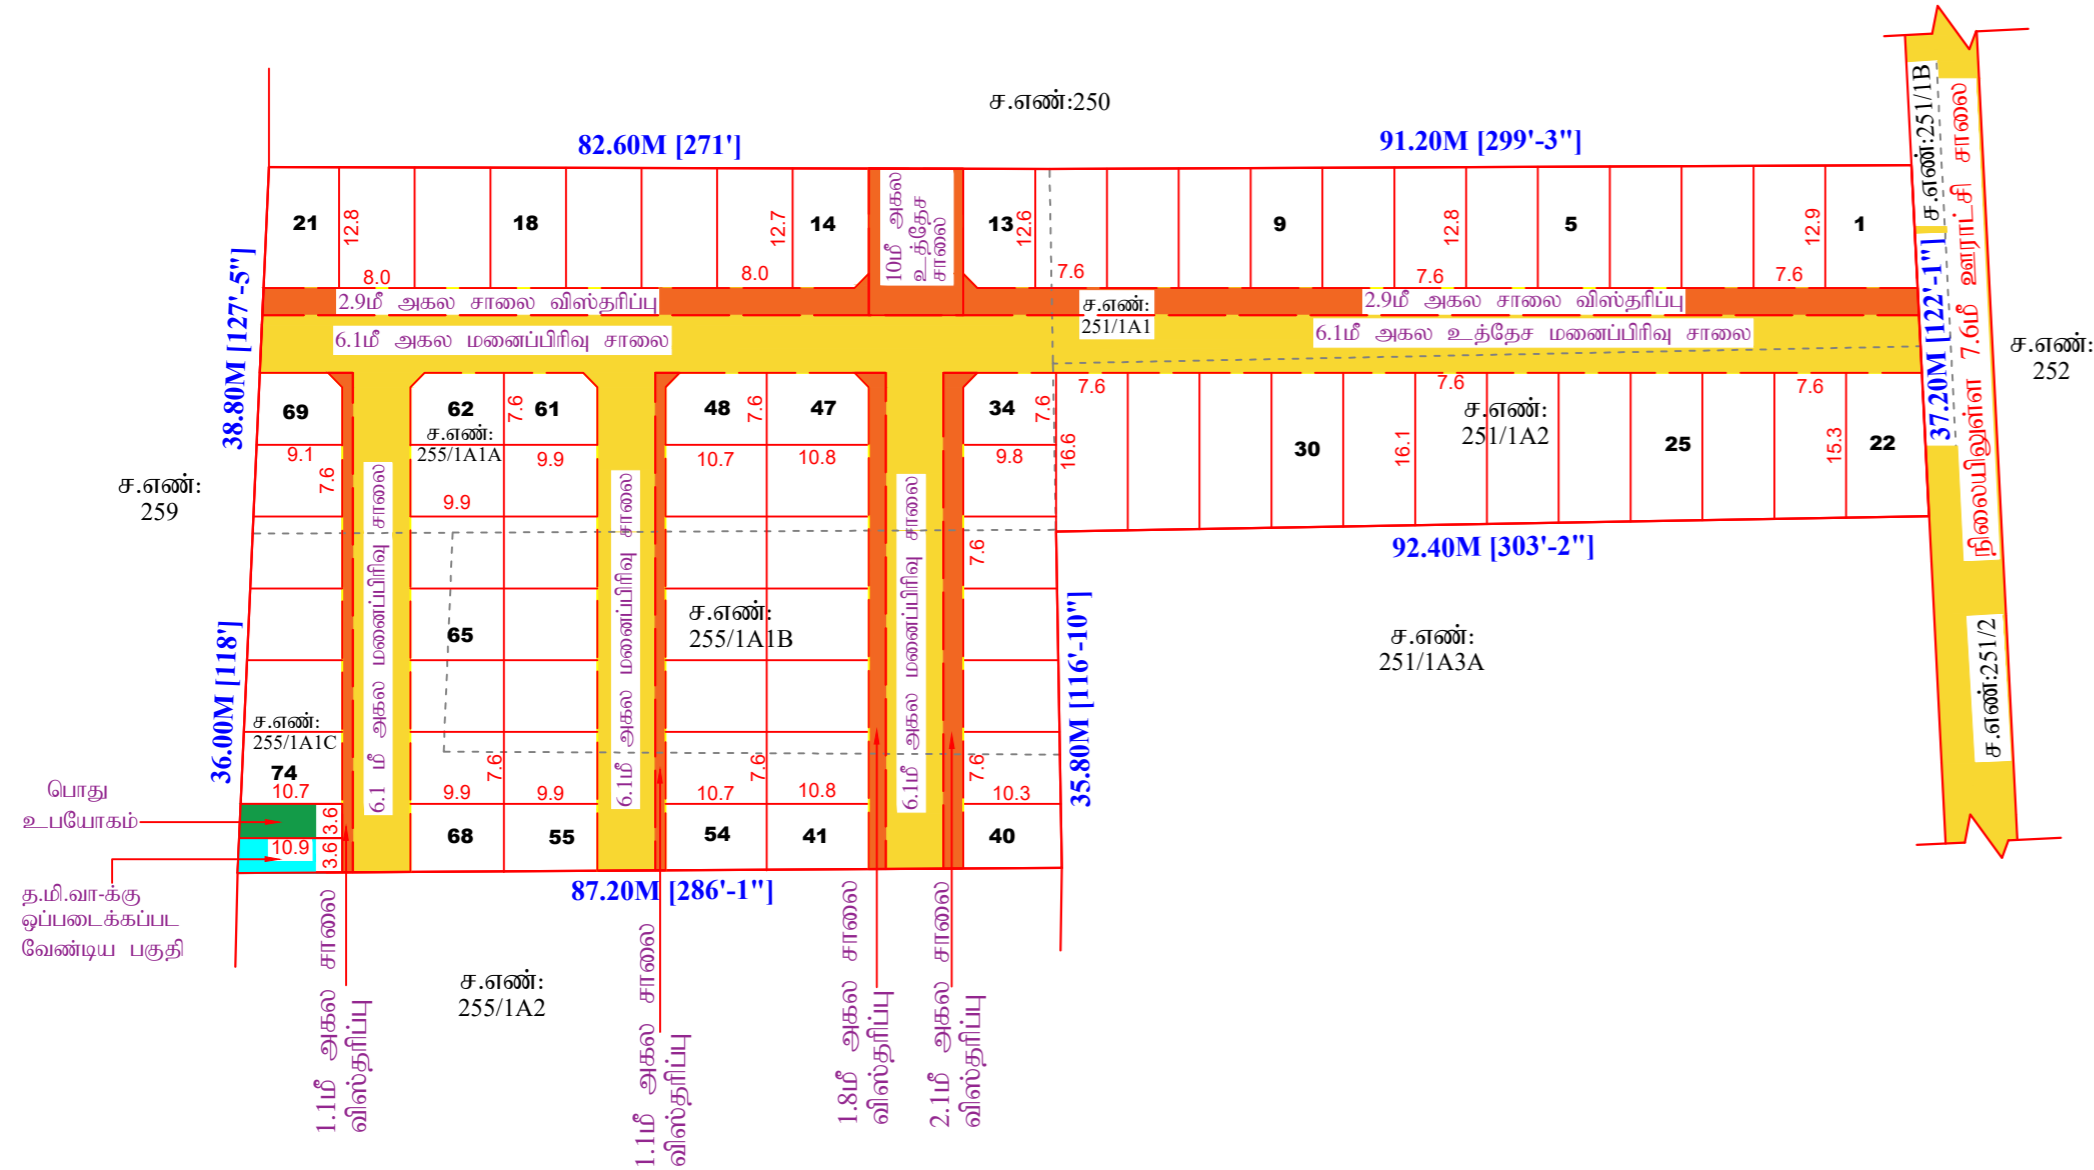 ச.எண்:250
82.60M [271']
91.20M [299'-3"]
ச.எண்:251/1B
நிலையிலுள்ள 7.6மீ ஊராட்சி சாலை
21
12.8
8.0
18
12.7
8.0
14
10மீ அகல
உத்தேச
சாலை
13
12.6
7.6
9
12.8
7.6
5
12.9
7.6
1
38.80M [127'-5"]
2.9மீ அகல சாலை விஸ்தரிப்பு
6.1மீ அகல மனைப்பிரிவு சாலை
ச.எண்:
251/1A1
2.9மீ அகல சாலை விஸ்தரிப்பு
6.1மீ அகல உத்தேச மனைப்பிரிவு சாலை
37.20M [122'-1"]
ச.எண்:
252
69
9.1
7.6
62
ச.எண்:
255/1A1A
7.6
61
9.9
9.9
48
7.6
47
10.7
10.8
34
7.6
9.8
7.6
16.6
7.6
30
16.1
7.6
ச.எண்:
251/1A2
25
7.6
15.3
22
92.40M [303'-2"]
ச.எண்:
259
6.1 மீ அகல மனைப்பிரிவு சாலை
6.1மீ அகல மனைப்பிரிவு சாலை
6.1மீ அகல மனைப்பிரிவு சாலை
7.6
65
ச.எண்:
255/1A1B
36.00M [118']
35.80M [116'-10"]
ச.எண்:
251/1A3A
ச.எண்:251/2
ச.எண்:
255/1A1C
74
10.7
7.6
9.9
9.9
7.6
10.7
10.8
7.6
10.3
பொது
உபயோகம்
3.6
10.9
3.6
68
55
54
41
40
87.20M [286'-1"]
த.மி.வா-க்கு
ஒப்படைக்கப்பட
வேண்டிய பகுதி
ச.எண்:
255/1A2
1.1மீ அகல சாலை
விஸ்தரிப்பு
1.1மீ அகல சாலை
விஸ்தரிப்பு
1.8மீ அகல சாலை
விஸ்தரிப்பு
2.1மீ அகல சாலை
விஸ்தரிப்பு